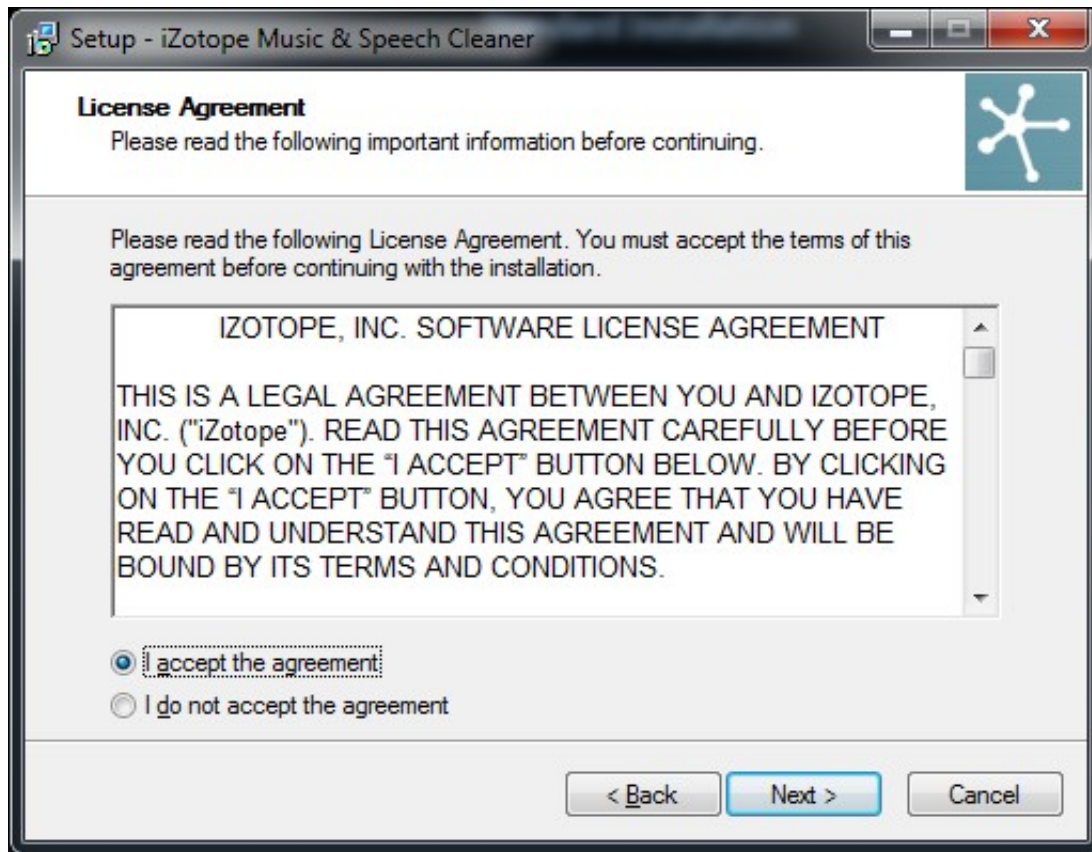 Setup - iZotope Music & Speech Cleaner
License Agreement
Please read the following important information before continuing.
Please read the following License Agreement. You must accept the terms of this
agreement before continuing with the installation.
IZOTOPE, INC. SOFTWARE LICENSE AGREEMENT
THIS IS A LEGAL AGREEMENT BETWEEN YOU AND IZOTOPE,
INC. ("iZotope"). READ THIS AGREEMENT CAREFULLY BEFORE
YOU CLICK ON THE “I ACCEPT” BUTTON BELOW. BY CLICKING
ON THE “I ACCEPT” BUTTON, YOU AGREE THAT YOU HAVE
READ AND UNDERSTAND THIS AGREEMENT AND WILL BE
BOUND BY ITS TERMS AND CONDITIONS.
I accept the agreement
I do not accept the agreement
< Back Next > Cancel